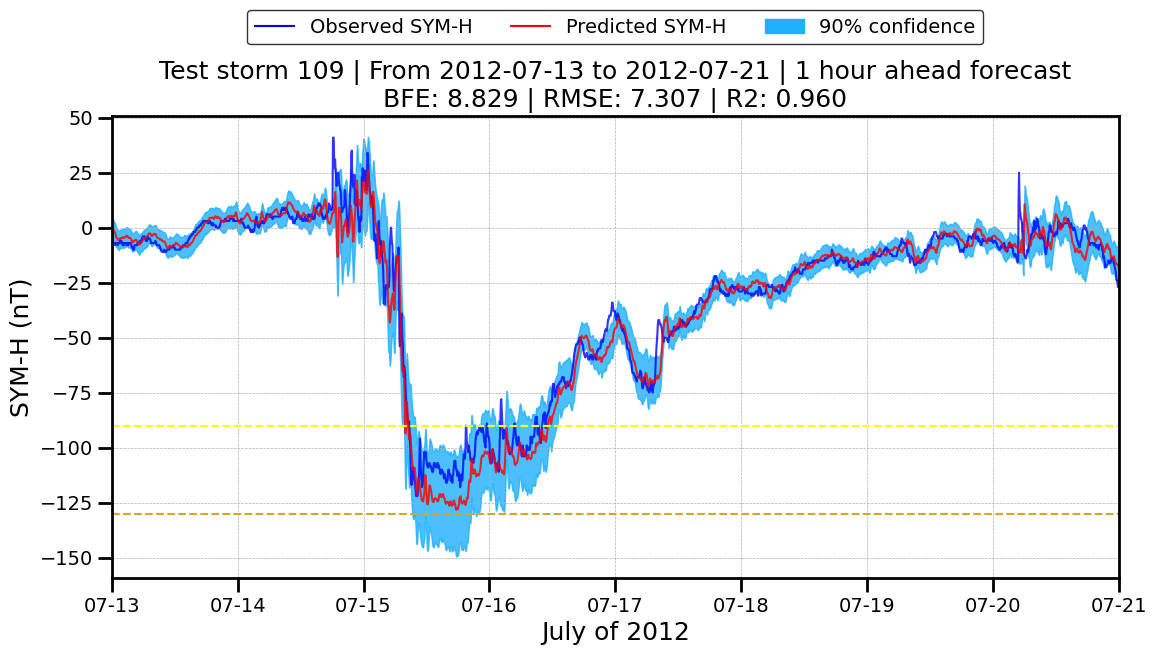 Observed SYM-H Predicted SYM-H 90% confidence
Test storm 109 | From 2012-07-13 to 2012-07-21 | 1 hour ahead forecast
BFE: 8.829 | RMSE: 7.307 | R2: 0.960
50
25
0
−25
−50
−75
−100
−125
−150
SYM-H (nT)
07-13 07-14 07-15 07-16 07-17 07-18 07-19 07-20 07-21
July of 2012